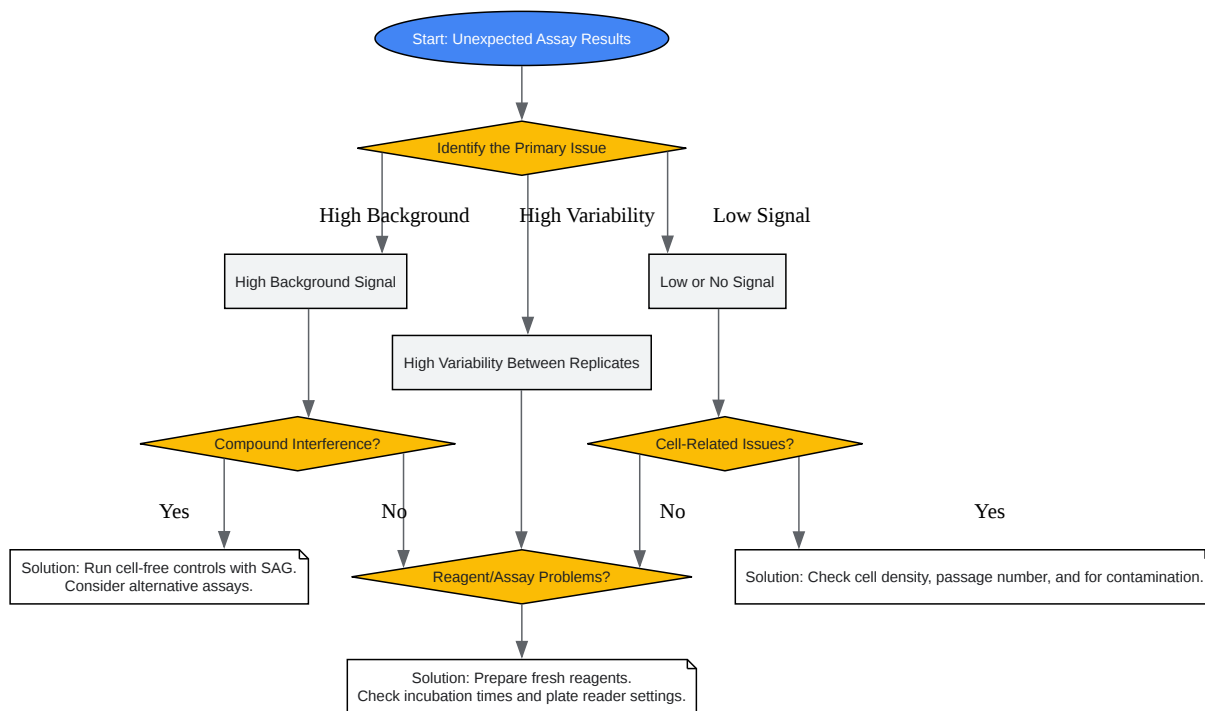 Start: Unexpected Assay Results
Identify the Primary Issue
High Background
High Variability
Low Signal
High Background Signal
Low or No Signal
High Variability Between Replicates
Compound Interference?
Cell-Related Issues?
Yes
No
No
Yes
Solution: Run cell-free controls with SAG.
Consider alternative assays.
Reagent/Assay Problems?
Solution: Check cell density, passage number, and for contamination.
Solution: Prepare fresh reagents.
Check incubation times and plate reader settings.